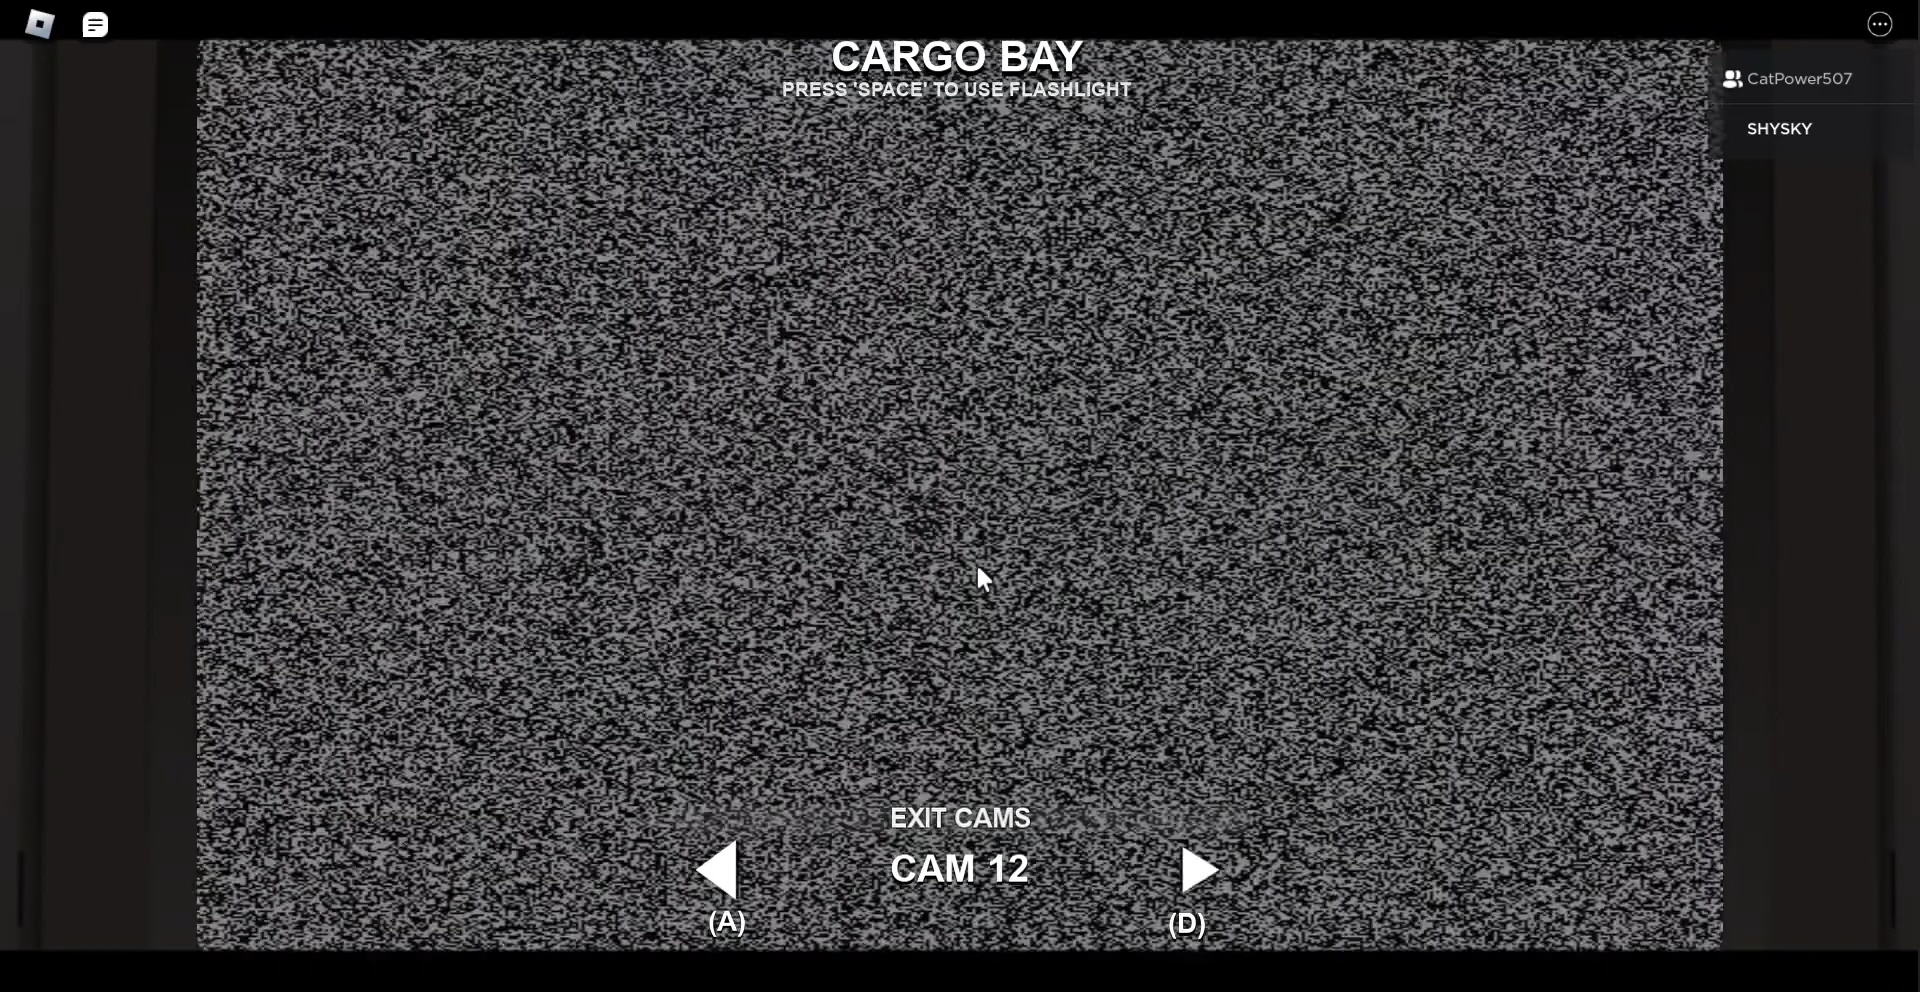 CARGO BAY
PRESS 'SPACE' TO USE FLASHLIGHT
CatPower507
SHYSKY
EXIT CAMS
CAM 12
(A)
(D)